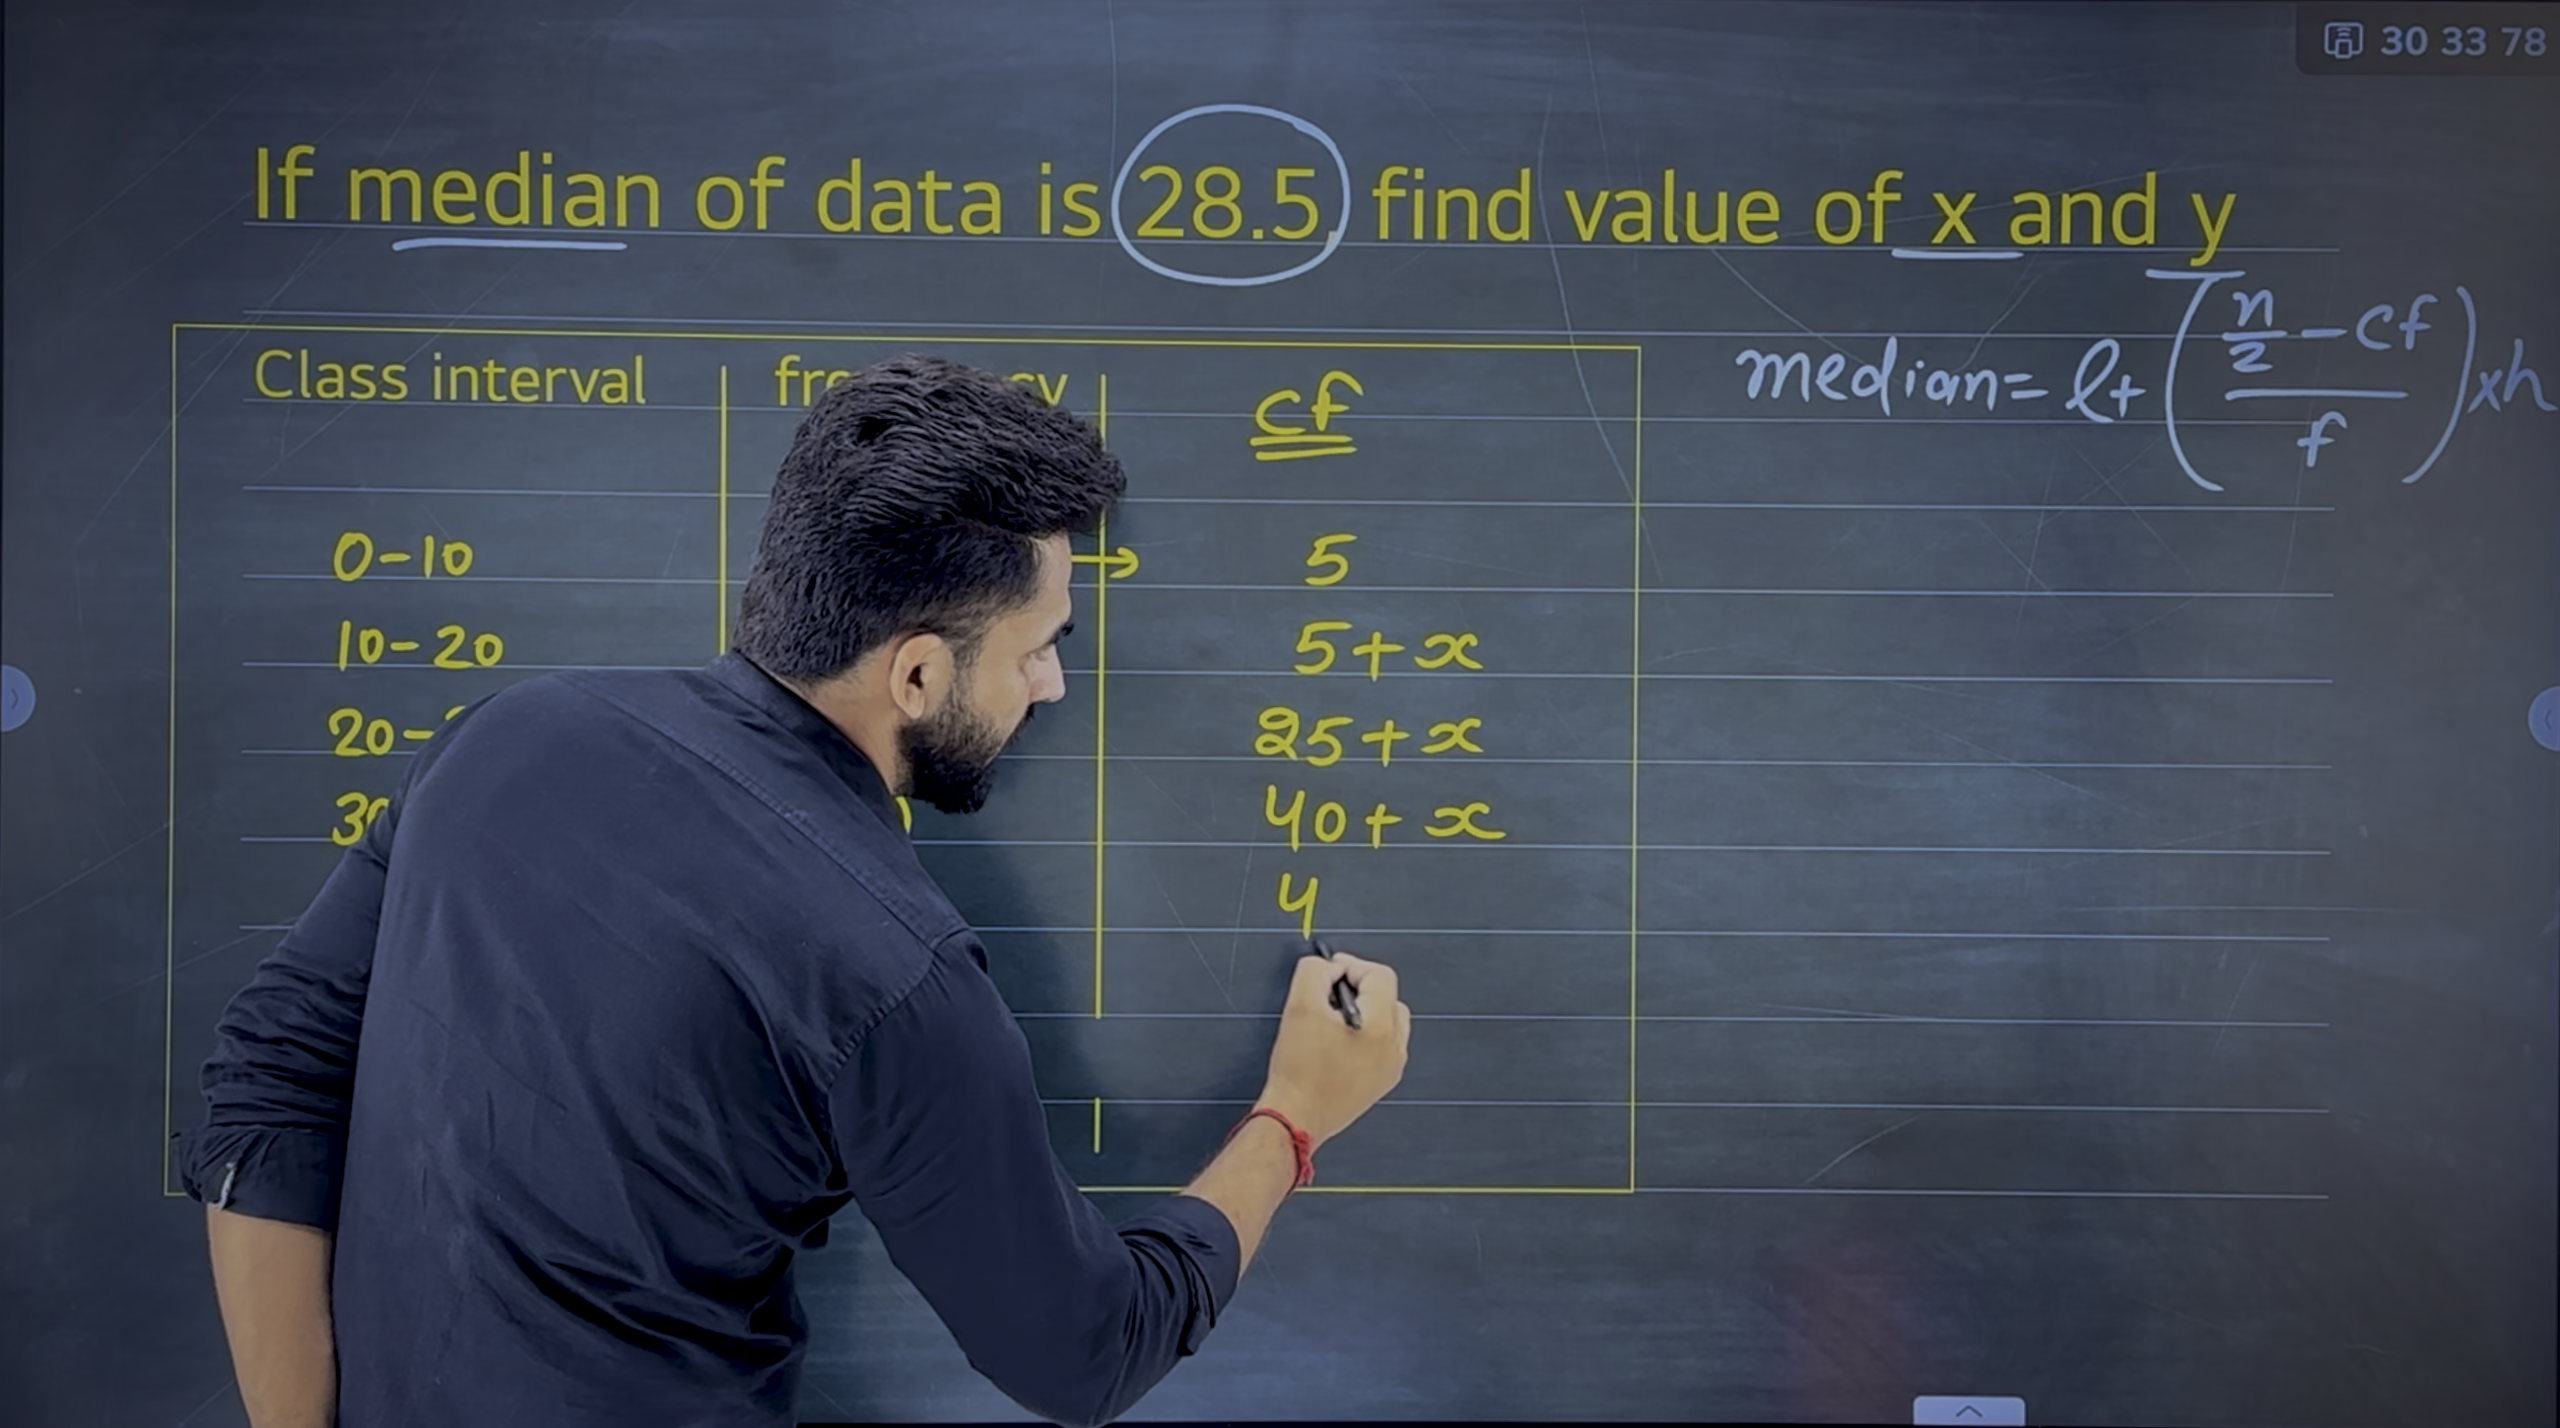 30 33 78
If median of data is 28.5, find value of x and y
median = l + ( n/2 - cf / f ) x h
Class interval cf
0-10 → 5
10-20 5+x
20- 25+x
40+x
4